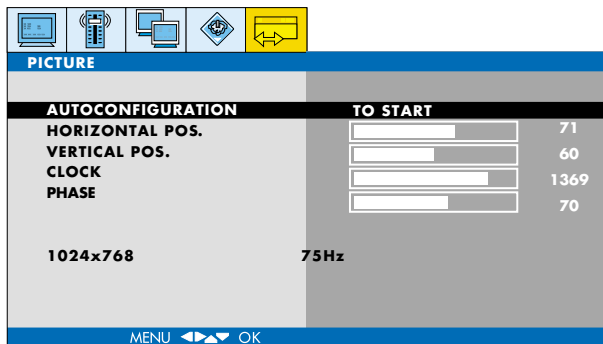 PICTURE
AUTOCONFIGURATION TO START
HORIZONTAL POS. 71
VERTICAL POS. 60
CLOCK 1369
PHASE 70
1024x768 75Hz
MENU OK